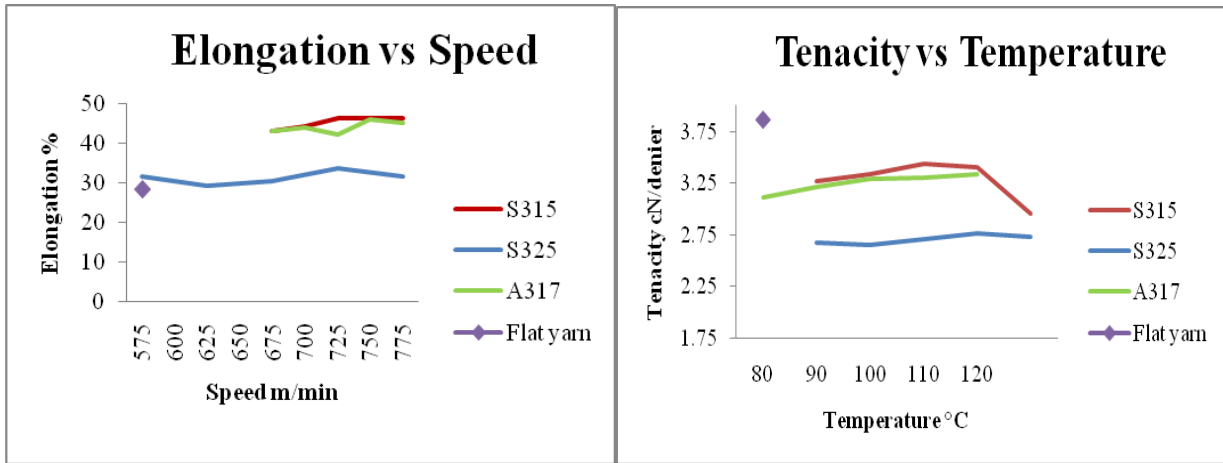 Elongation vs Speed
Elongation %
50
40
30
20
10
0
575
600
625
650
675
700
725
750
775
Speed m/min
S315
S325
A317
Flat yarn
Tenacity vs Temperature
Tenacity cN/denier
3.75
3.25
2.75
2.25
1.75
80 90 100 110 120
Temperature °C
S315
S325
A317
Flat yarn